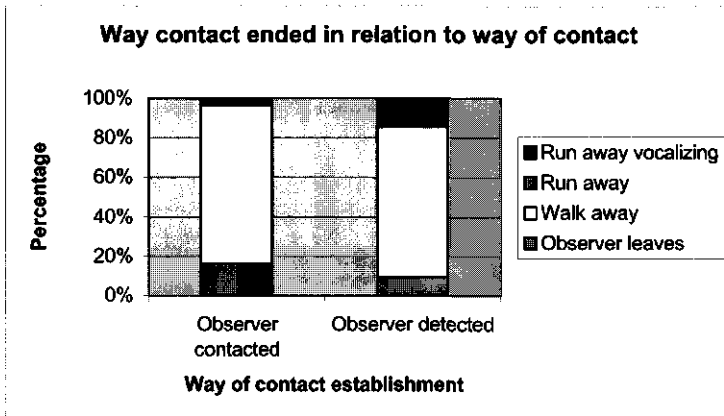 Way contact ended in relation to way of contact
100%
80%
60%
40%
20%
0%
Percentage
Observer contacted
Observer detected
Way of contact establishment
Run away vocalizing
Run away
Walk away
Observer leaves